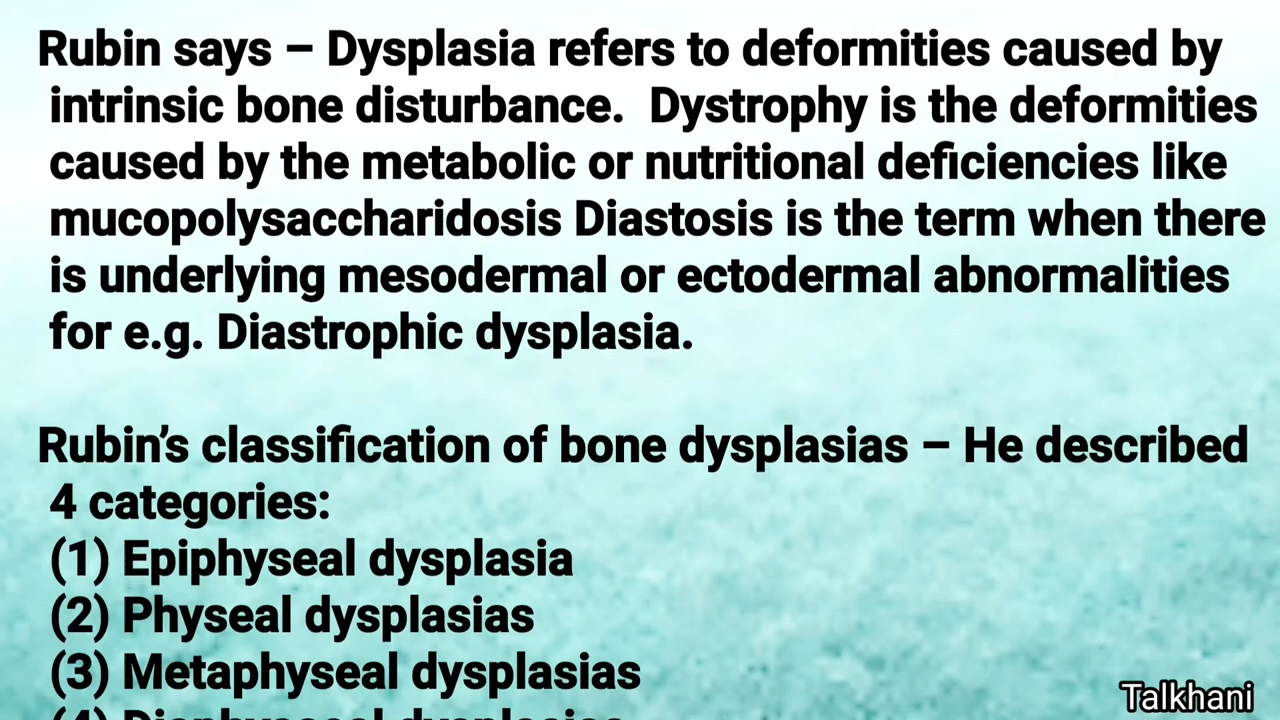 Rubin says – Dysplasia refers to deformities caused by
intrinsic bone disturbance. Dystrophy is the deformities
caused by the metabolic or nutritional deficiencies like
mucopolysaccharidosis Diastosis is the term when there
is underlying mesodermal or ectodermal abnormalities
for e.g. Diastrophic dysplasia.
Rubin’s classification of bone dysplasias – He described
4 categories:
(1) Epiphyseal dysplasia
(2) Physeal dysplasias
(3) Metaphyseal dysplasias
(4) Diaphyseal dysplasias
Talkhani